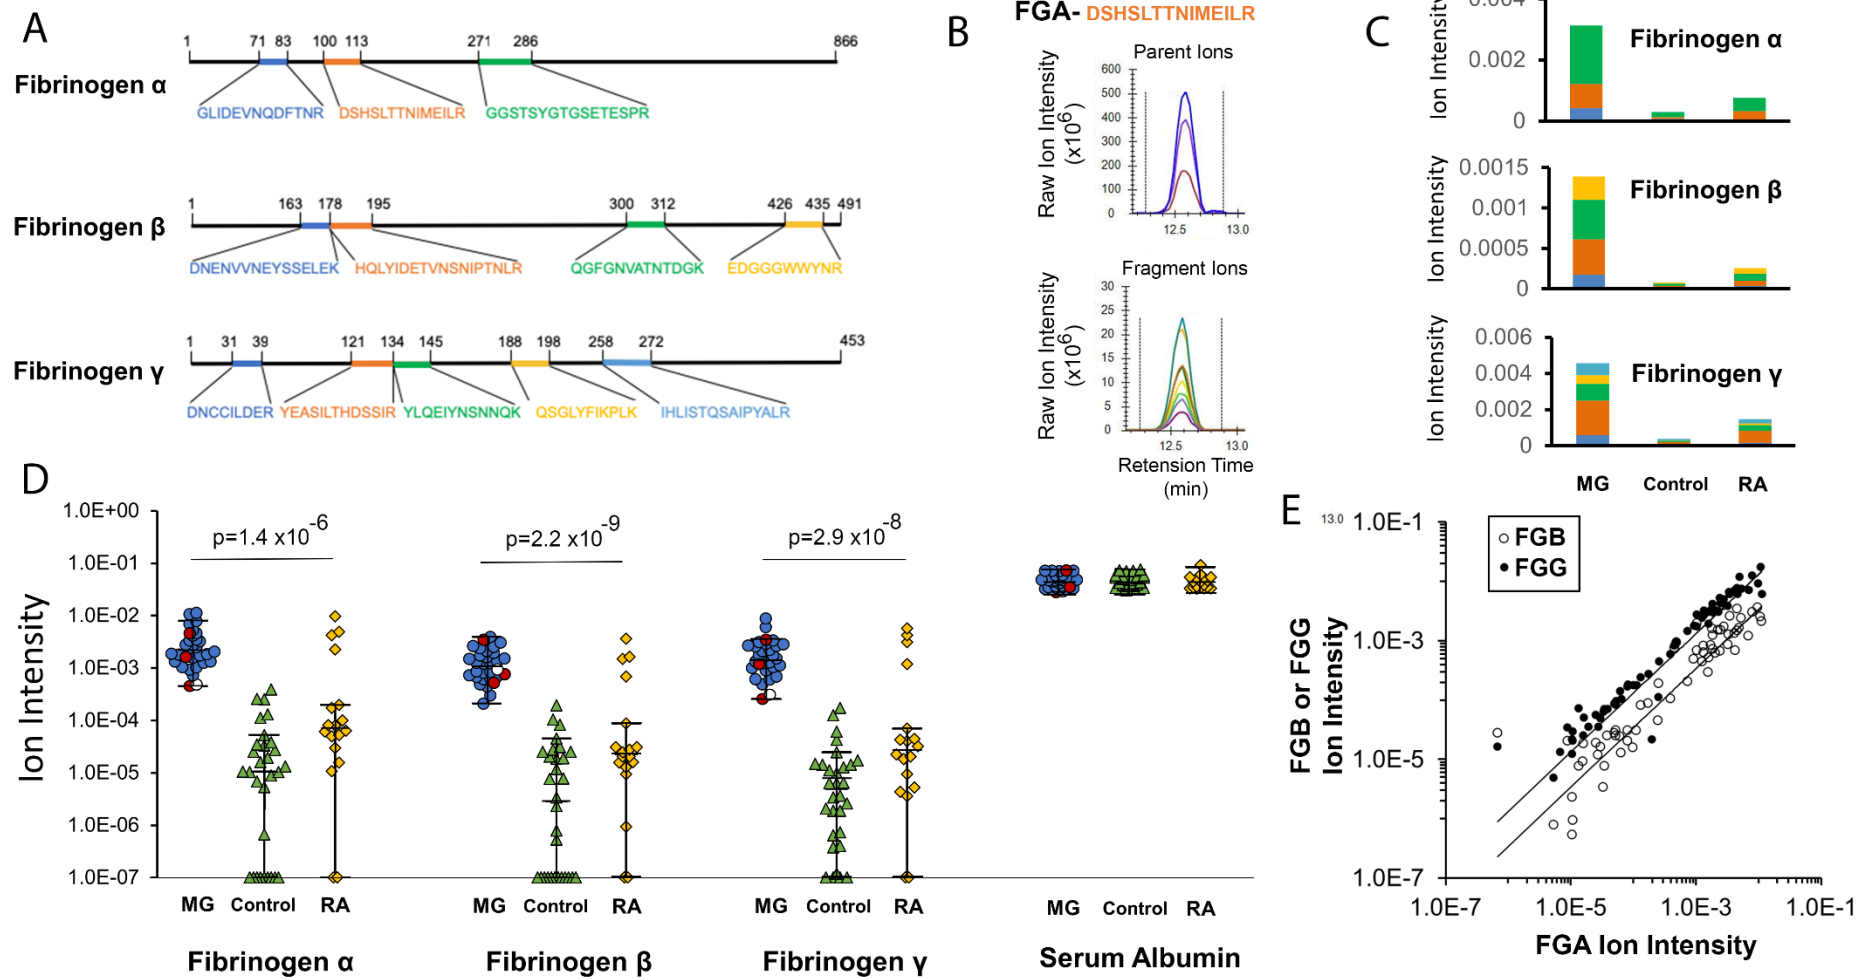 A
1 71 83 100 113 271 286 866
Fibrinogen α
GLIDEVNQDFTNR DSHSLTTNIMEILR GGSTSYGTGSETESPR
1 163 178 195 300 312 426 435 491
Fibrinogen β
DNENVVNEYSSELEK HQLYIDETVNSNIPTNLR QGFGNVATNTDGK EDGGGWWYNR
1 31 39 121 134 145 188 198 258 272 453
Fibrinogen γ
DNCCILDER YEASILTHDSSIR YLQEIYNSNNQK QSGLYFIKPLK IHLISTQSAIPYALR
B
FGA- DSHSLTTNIMEILR
Parent Ions
Raw Ion Intensity
(x10⁶)
600
500
400
300
200
100
0
12.5 13.0
Fragment Ions
Raw Ion Intensity
(x10⁶)
30
25
20
15
10
5
0
12.5 13.0
Retension Time
(min)
C
Ion Intensity
0.004
0.002
0
Fibrinogen α
Ion Intensity
0.0015
0.001
0.0005
0
Fibrinogen β
Ion Intensity
0.006
0.004
0.002
0
Fibrinogen γ
MG Control RA
D
Ion Intensity
1.0E+00
1.0E-01
1.0E-02
1.0E-03
1.0E-04
1.0E-05
1.0E-06
1.0E-07
p=1.4 x10⁻⁶
p=2.2 x10⁻⁹
p=2.9 x10⁻⁸
MG Control RA MG Control RA MG Control RA MG Control RA
Fibrinogen α Fibrinogen β Fibrinogen γ Serum Albumin
E
13.0
FGB or FGG
Ion Intensity
1.0E-1
1.0E-3
1.0E-5
1.0E-7
FGB
FGG
1.0E-7 1.0E-5 1.0E-3 1.0E-1
FGA Ion Intensity